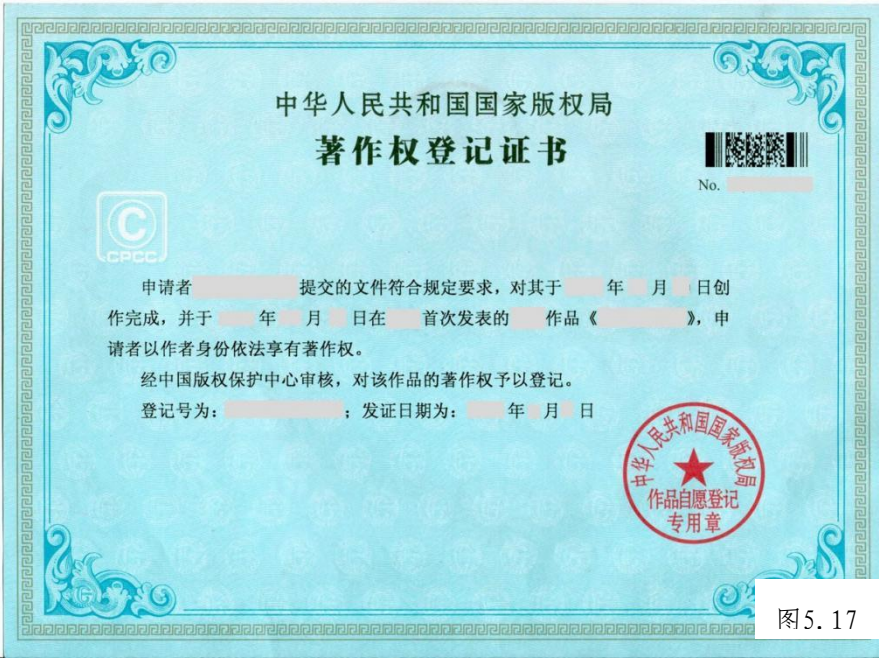 中华人民共和国国家版权局
著作权登记证书
No.
C
CPCC
申请者 提交的文件符合规定要求，对其于 年 月 日创
作完成，并于 年 月 日在 首次发表的 作品《 》，申
请者以作者身份依法享有著作权。
经中国版权保护中心审核，对该作品的著作权予以登记。
登记号为： ；发证日期为： 年 月 日
中华人民共和国国家版权局
作品自愿登记
专用章
图5.17